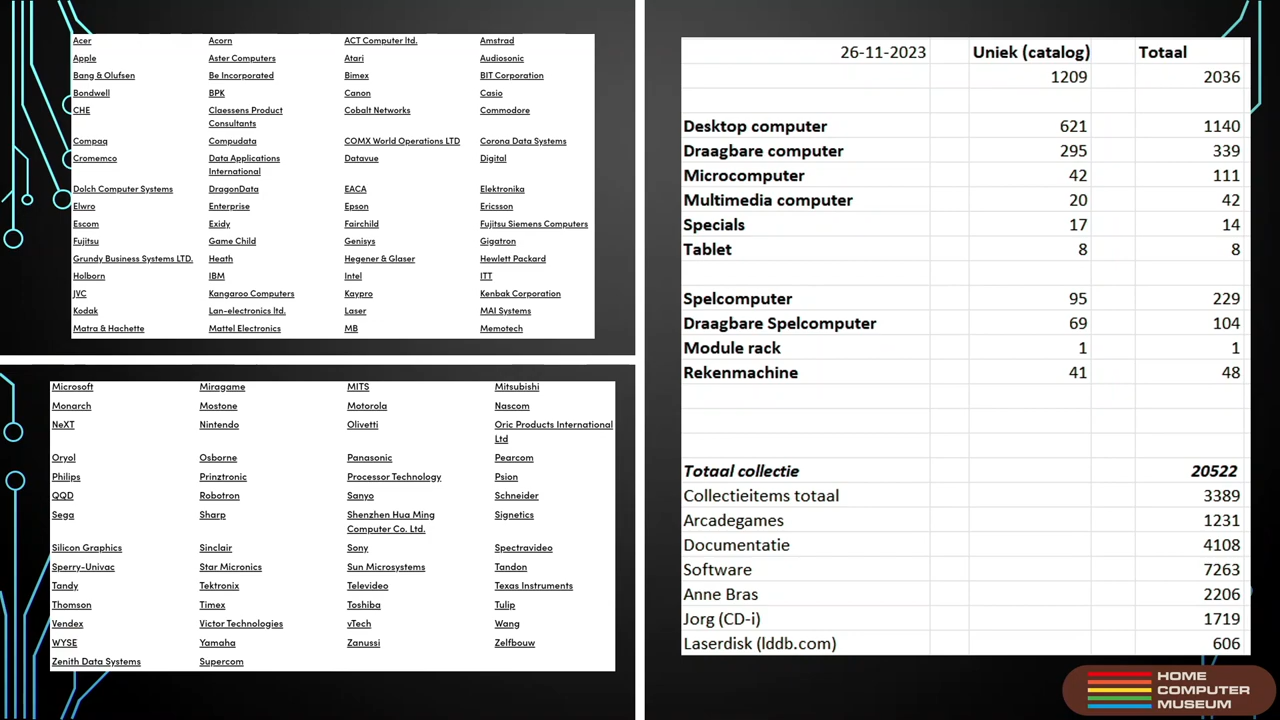 Acer Acorn ACT Computer ltd. Amstrad
Apple Aster Computers Atari Audiosonic
Bang & Olufsen Be Incorporated Bimex BIT Corporation
Bondwell BPK Canon Casio
CHE Claessens Product Cobalt Networks Commodore
Consultants
Compaq Compudata COMX World Operations LTD Corona Data Systems
Cromemco Data Applications Datavue Digital
International
Dolch Computer Systems DragonData EACA Elektronika
Elwro Enterprise Epson Ericsson
Escom Exidy Fairchild Fujitsu Siemens Computers
Fujitsu Game Child Genisys Gigatron
Grundy Business Systems LTD. Heath Hegener & Glaser Hewlett Packard
Holborn IBM Intel ITT
JVC Kangaroo Computers Kaypro Kenbak Corporation
Kodak Lan-electronics ltd. Laser MAI Systems
Matra & Hachette Mattel Electronics MB Memotech
Microsoft Miragame MITS Mitsubishi
Monarch Mostone Motorola Nascom
NeXT Nintendo Olivetti Oric Products International
Ltd
Oryol Osborne Panasonic Pearcom
Philips Prinztronic Processor Technology Psion
QQD Robotron Sanyo Schneider
Sega Sharp Shenzhen Hua Ming Signetics
Computer Co. Ltd.
Silicon Graphics Sinclair Sony Spectravideo
Sperry-Univac Star Micronics Sun Microsystems Tandon
Tandy Tektronix Televideo Texas Instruments
Thomson Timex Toshiba Tulip
Vendex Victor Technologies vTech Wang
WYSE Yamaha Zanussi Zelfbouw
Zenith Data Systems Supercom
26-11-2023 Uniek (catalog) Totaal
1209 2036
Desktop computer 621 1140
Draagbare computer 295 339
Microcomputer 42 111
Multimedia computer 20 42
Specials 17 14
Tablet 8 8
Spelcomputer 95 229
Draagbare Spelcomputer 69 104
Module rack 1 1
Rekenmachine 41 48
Totaal collectie 20522
Collectieitems totaal 3389
Arcadegames 1231
Documentatie 4108
Software 7263
Anne Bras 2206
Jorg (CD-i) 1719
Laserdisk (lddb.com) 606
HOME
COMPUTER
MUSEUM